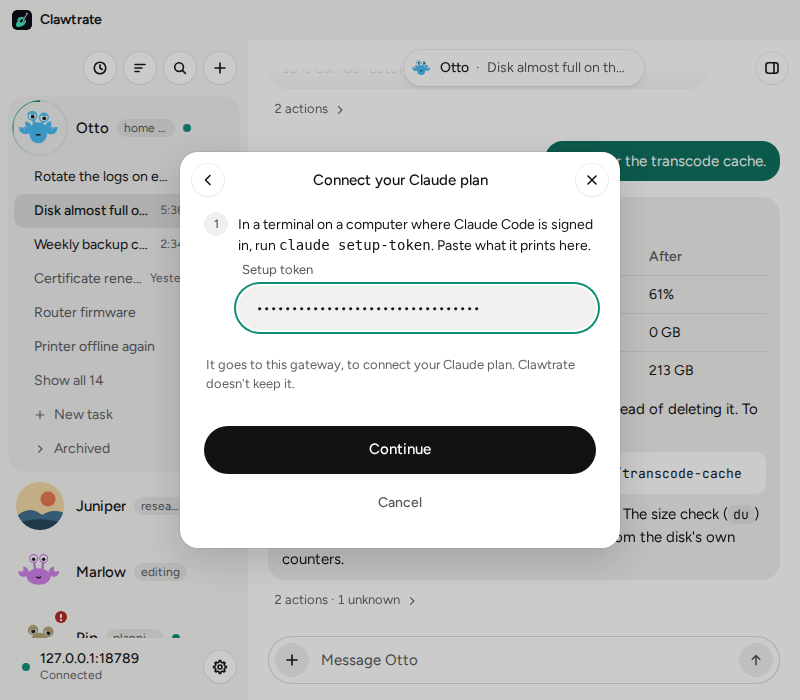 Clawtrate
Otto · Disk almost full on th...
2 actions
Otto home ...
the transcode cache.
Rotate the logs on e...
Disk almost full o... 5:36
Weekly backup c... 2:34
Certificate rene... Yeste
Router firmware
Printer offline again
Show all 14
New task
Archived
Juniper resea...
Marlow editing
Pip planni...
127.0.0.1:18789
Connected
Connect your Claude plan
1 In a terminal on a computer where Claude Code is signed
in, run claude setup-token. Paste what it prints here.
Setup token
••••••••••••••••••••••••••••••••
It goes to this gateway, to connect your Claude plan. Clawtrate
doesn't keep it.
Continue
Cancel
After
61%
0 GB
213 GB
ead of deleting it. To
/transcode-cache
The size check (du)
om the disk's own
counters.
2 actions · 1 unknown
Message Otto